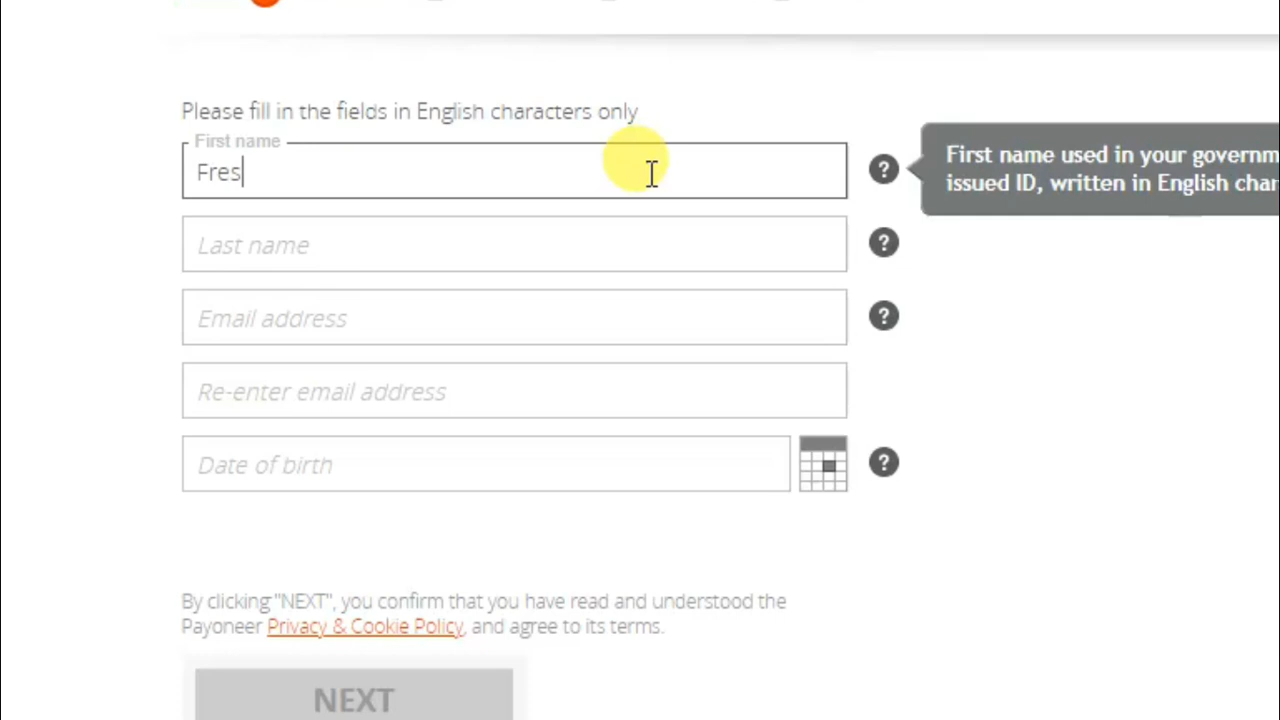 Please fill in the fields in English characters only
First name
Fres
?
First name used in your governm
issued ID, written in English char
Last name
?
Email address
?
Re-enter email address
Date of birth
?
By clicking "NEXT", you confirm that you have read and understood the
Payoneer Privacy & Cookie Policy, and agree to its terms.
NEXT